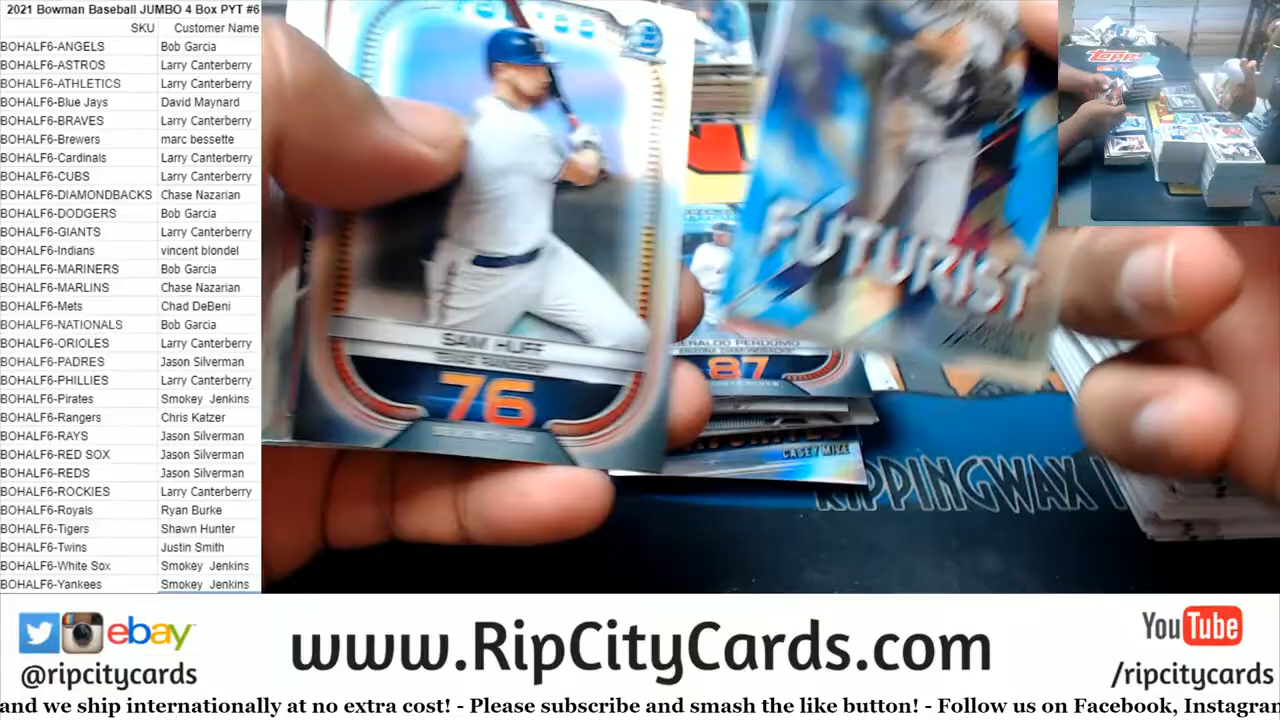 2021 Bowman Baseball JUMBO 4 Box PYT #6
SKU Customer Name
BOHALF6-ANGELS Bob Garcia
BOHALF6-ASTROS Larry Canterberry
BOHALF6-ATHLETICS Larry Canterberry
BOHALF6-Blue Jays David Maynard
BOHALF6-BRAVES Larry Canterberry
BOHALF6-Brewers marc bessette
BOHALF6-Cardinals Larry Canterberry
BOHALF6-CUBS Larry Canterberry
BOHALF6-DIAMONDBACKS Chase Nazarian
BOHALF6-DODGERS Bob Garcia
BOHALF6-GIANTS Larry Canterberry
BOHALF6-Indians vincent blondel
BOHALF6-MARINERS Bob Garcia
BOHALF6-MARLINS Chase Nazarian
BOHALF6-Mets Chad DeBeni
BOHALF6-NATIONALS Bob Garcia
BOHALF6-ORIOLES Larry Canterberry
BOHALF6-PADRES Jason Silverman
BOHALF6-PHILLIES Larry Canterberry
BOHALF6-Pirates Smokey Jenkins
BOHALF6-Rangers Chris Katzer
BOHALF6-RAYS Jason Silverman
BOHALF6-RED SOX Jason Silverman
BOHALF6-REDS Jason Silverman
BOHALF6-ROCKIES Larry Canterberry
BOHALF6-Royals Ryan Burke
BOHALF6-Tigers Shawn Hunter
BOHALF6-Twins Justin Smith
BOHALF6-White Sox Smokey Jenkins
BOHALF6-Yankees Smokey Jenkins
SAM HUFF
76
FUTURIST
GERALDO PERDOMO
ARIZONA DIAMONDBACKS
87
CASEY MIZE
RIPPINGWAX
Topps
ebay
@ripcitycards
www.RipCityCards.com
YouTube
/ripcitycards
and we ship internationally at no extra cost! - Please subscribe and smash the like button! - Follow us on Facebook, Instagran